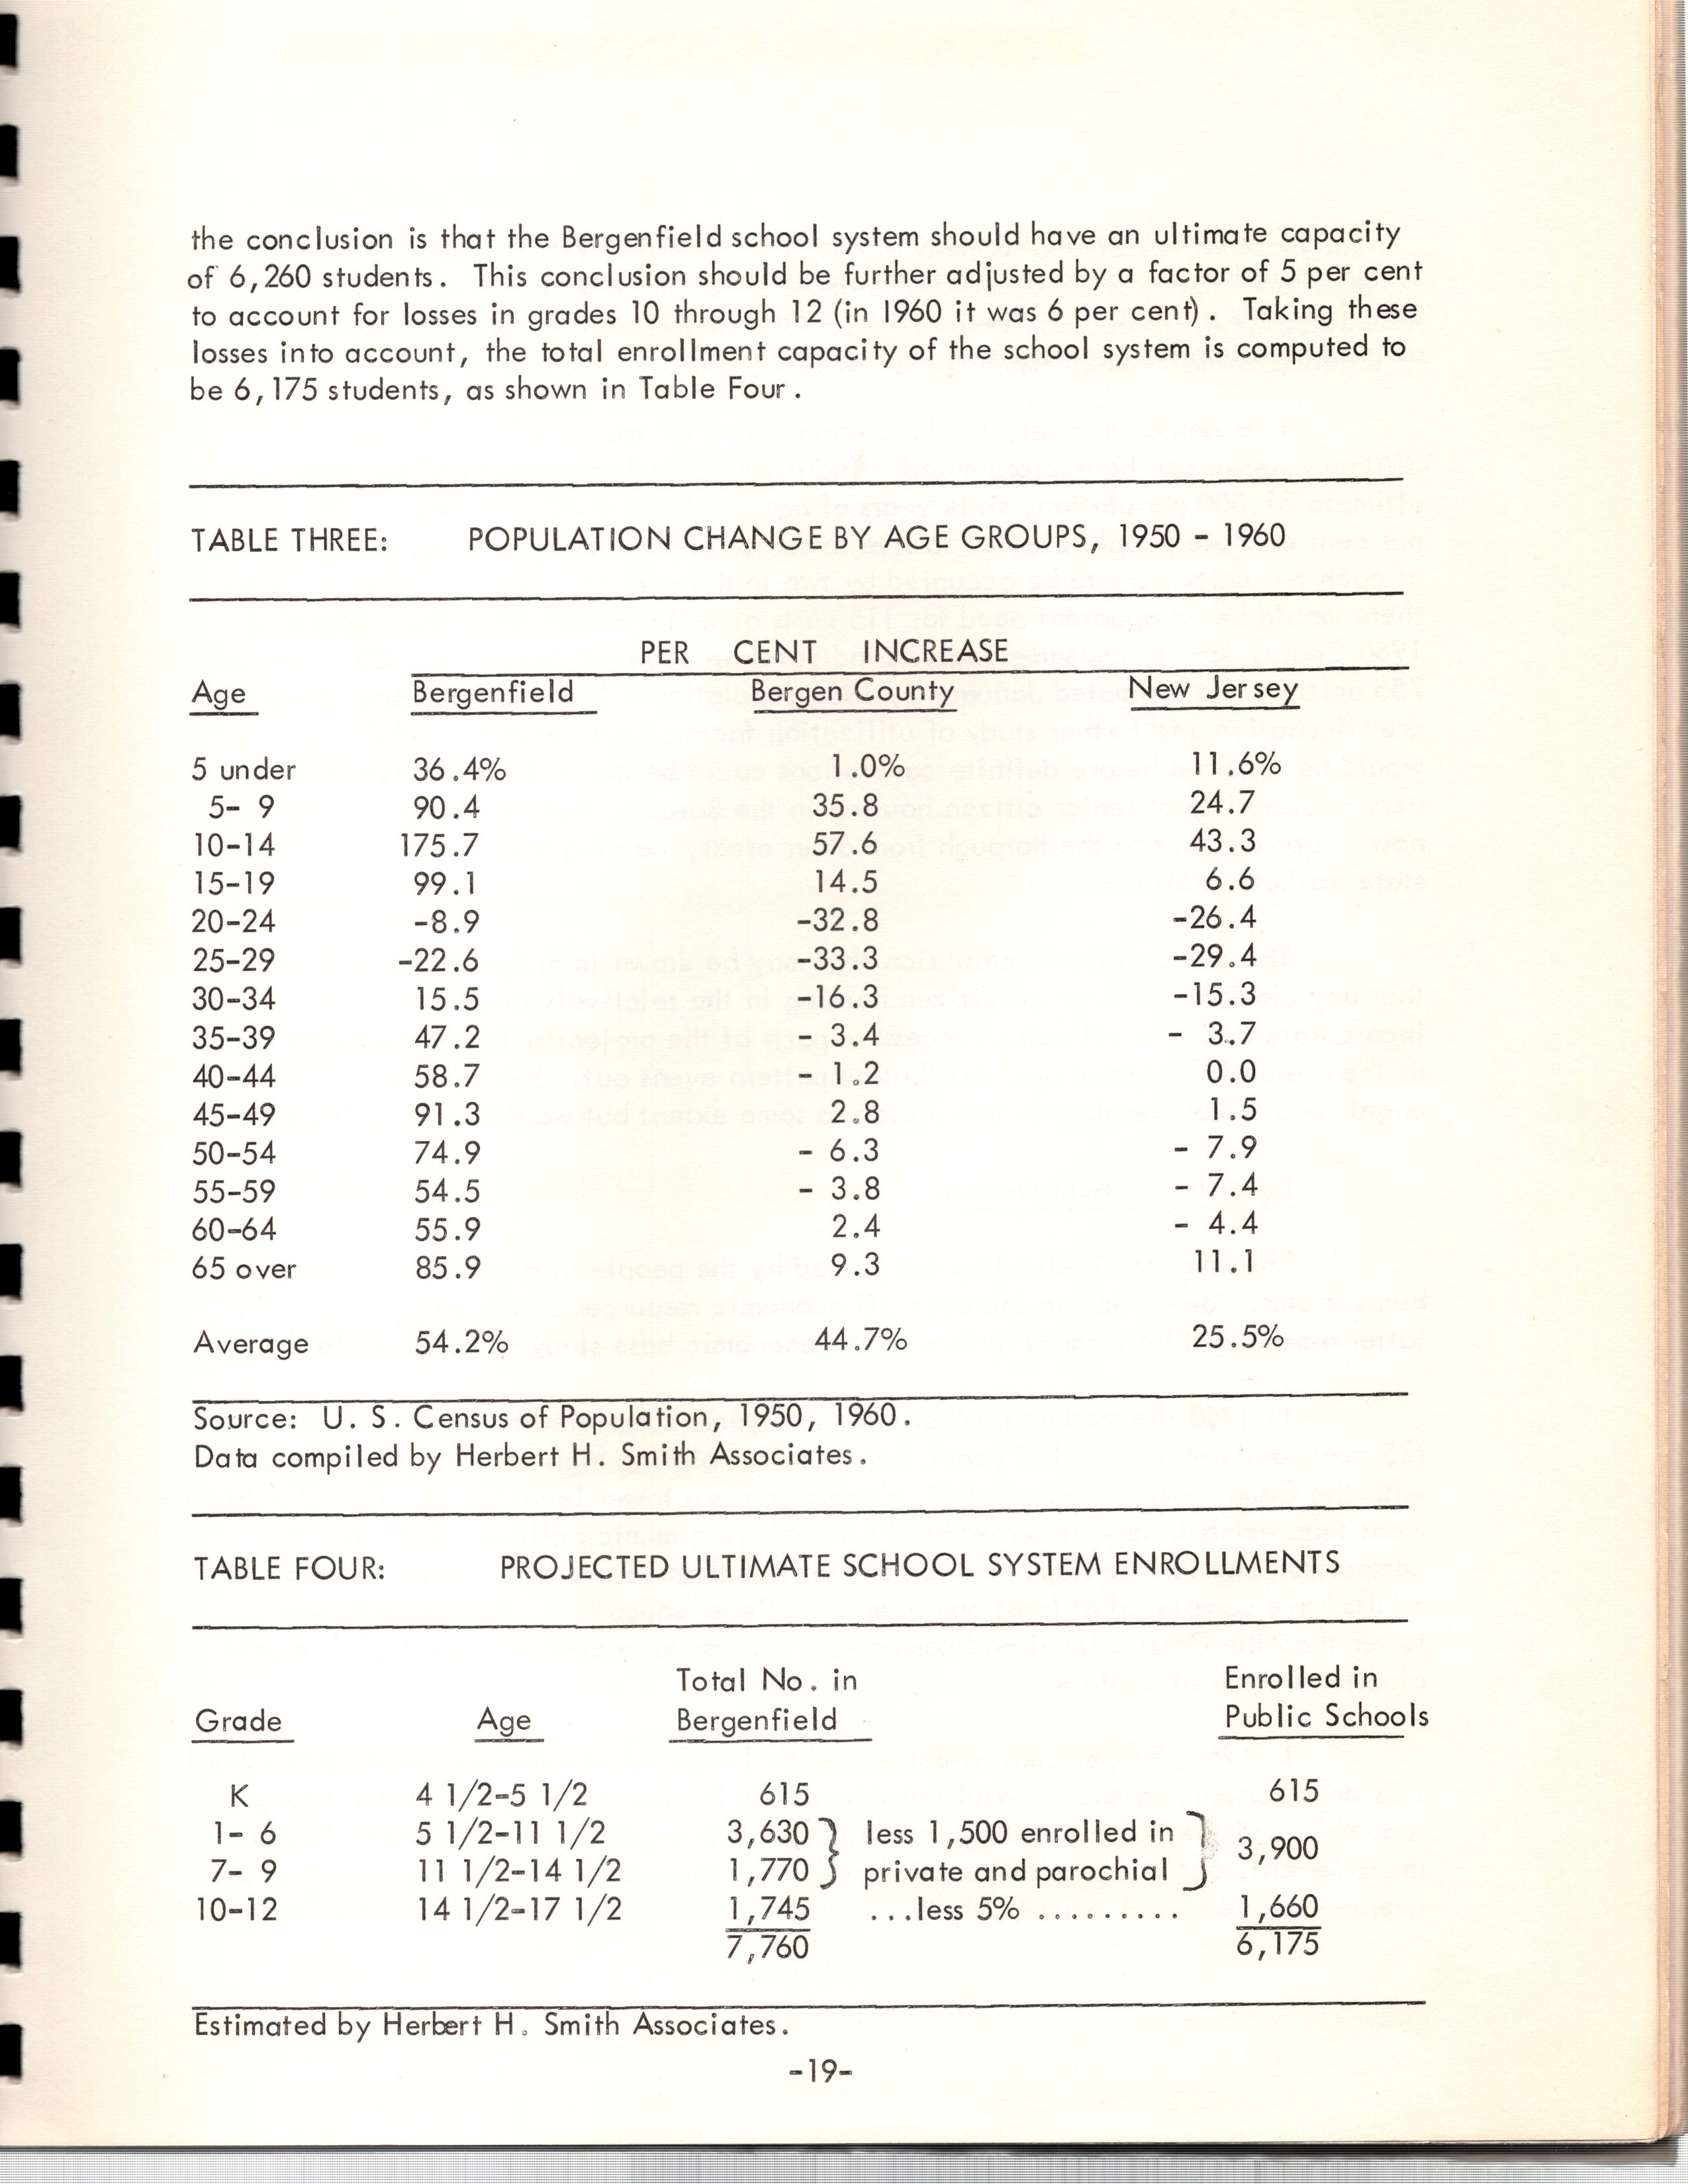 the conclusion is that the Bergenfield school system should have an ultimate capacity
of 6,260 students. This conclusion should be further adjusted by a factor of 5 per cent
to account for losses in grades 10 through 12 (in 1960 it was 6 per cent). Taking these
losses into account, the total enrollment capacity of the school system is computed to
be 6,175 students, as shown in Table Four.
TABLE THREE: POPULATION CHANGE BY AGE GROUPS, 1950 - 1960
PER CENT INCREASE
Age Bergenfield Bergen County New Jersey
5 under 36.4% 1.0% 11.6%
5- 9 90.4 35.8 24.7
10-14 175.7 57.6 43.3
15-19 99.1 14.5 6.6
20-24 -8.9 -32.8 -26.4
25-29 -22.6 -33.3 -29.4
30-34 15.5 -16.3 -15.3
35-39 47.2 - 3.4 - 3.7
40-44 58.7 - 1.2 0.0
45-49 91.3 2.8 1.5
50-54 74.9 - 6.3 - 7.9
55-59 54.5 - 3.8 - 7.4
60-64 55.9 2.4 - 4.4
65 over 85.9 9.3 11.1
Average 54.2% 44.7% 25.5%
Source: U. S. Census of Population, 1950, 1960.
Data compiled by Herbert H. Smith Associates.
TABLE FOUR: PROJECTED ULTIMATE SCHOOL SYSTEM ENROLLMENTS
Total No. in Enrolled in
Grade Age Bergenfield Public Schools
K 4 1/2-5 1/2 615 615
1- 6 5 1/2-11 1/2 3,630 } less 1,500 enrolled in } 3,900
7- 9 11 1/2-14 1/2 1,770 private and parochial
10-12 14 1/2-17 1/2 1,745 ...less 5% ......... 1,660
7,760 6,175
Estimated by Herbert H. Smith Associates.
-19-